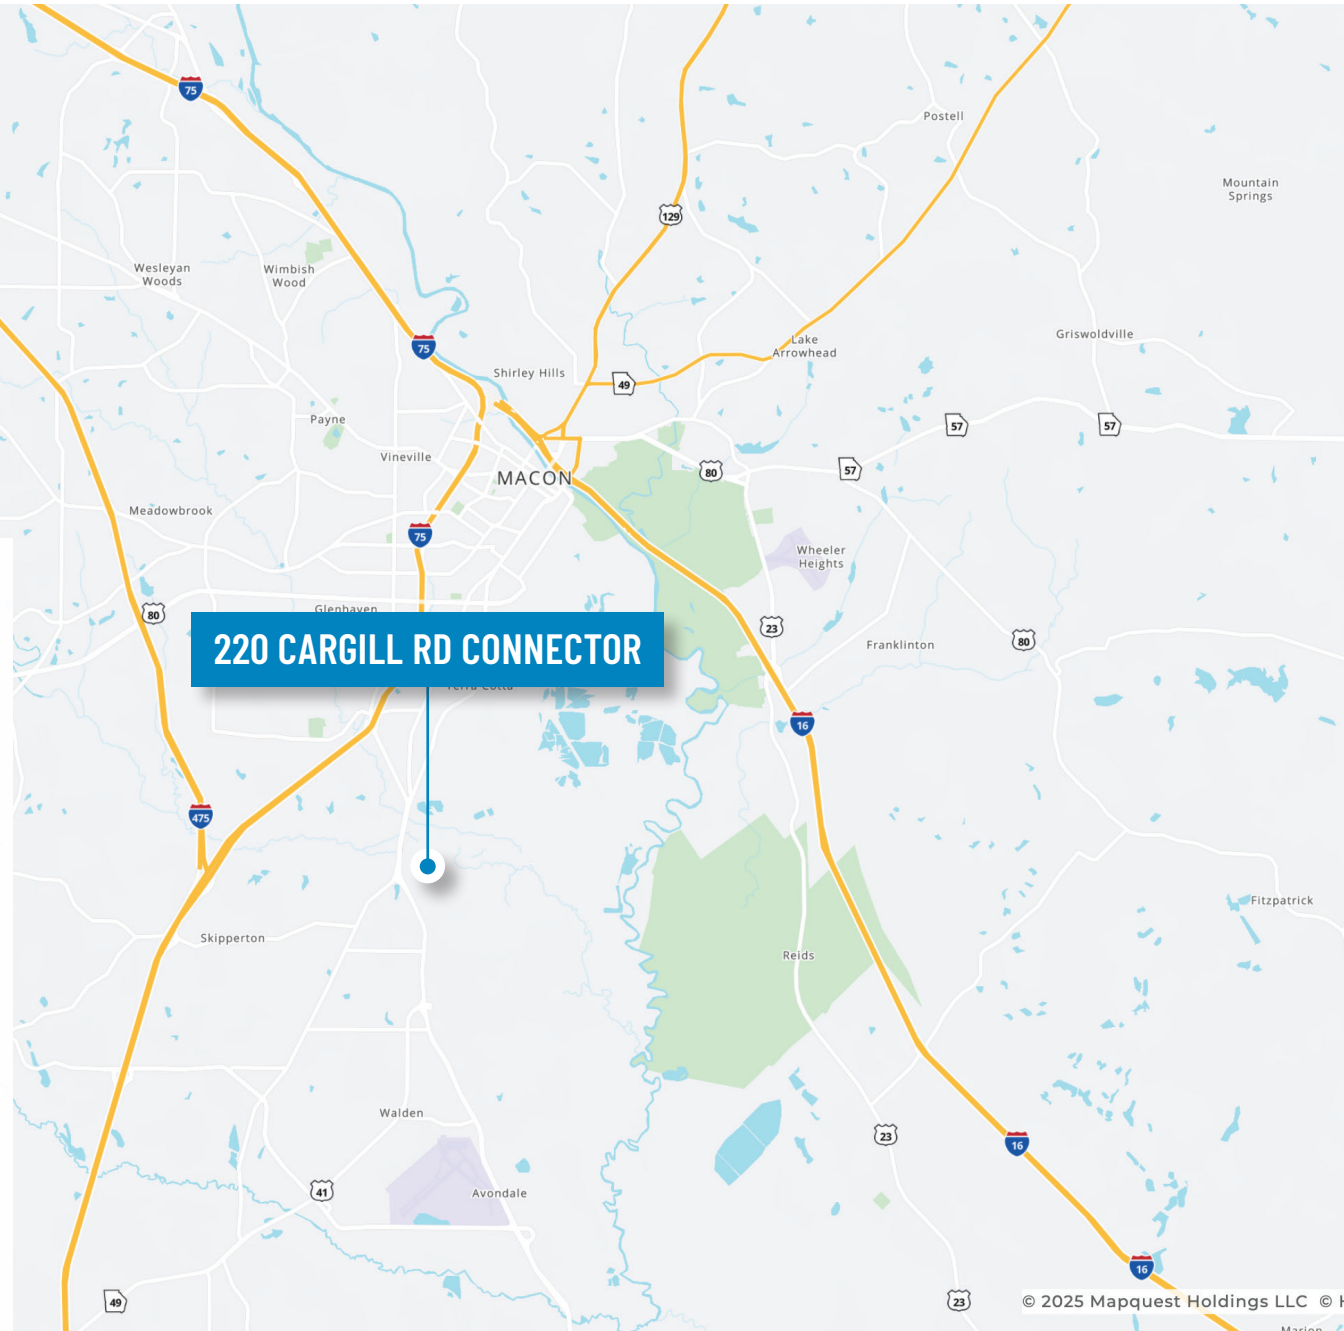 75
Postell
Mountain
Springs
129
Wesleyan
Woods
Wimbish
Wood
75
Lake
Arrowhead
Griswoldville
Shirley Hills
49
Payne
57
57
Vineville
80
57
MACON
Meadowbrook
75
Wheeler
Heights
Glenhaven
80
23
80
Franklinton
220 CARGILL RD CONNECTOR
16
475
Fitzpatrick
Skipperton
Reids
Walden
23
16
41
Avondale
16
49
23
© 2025 Mapquest Holdings LLC ©